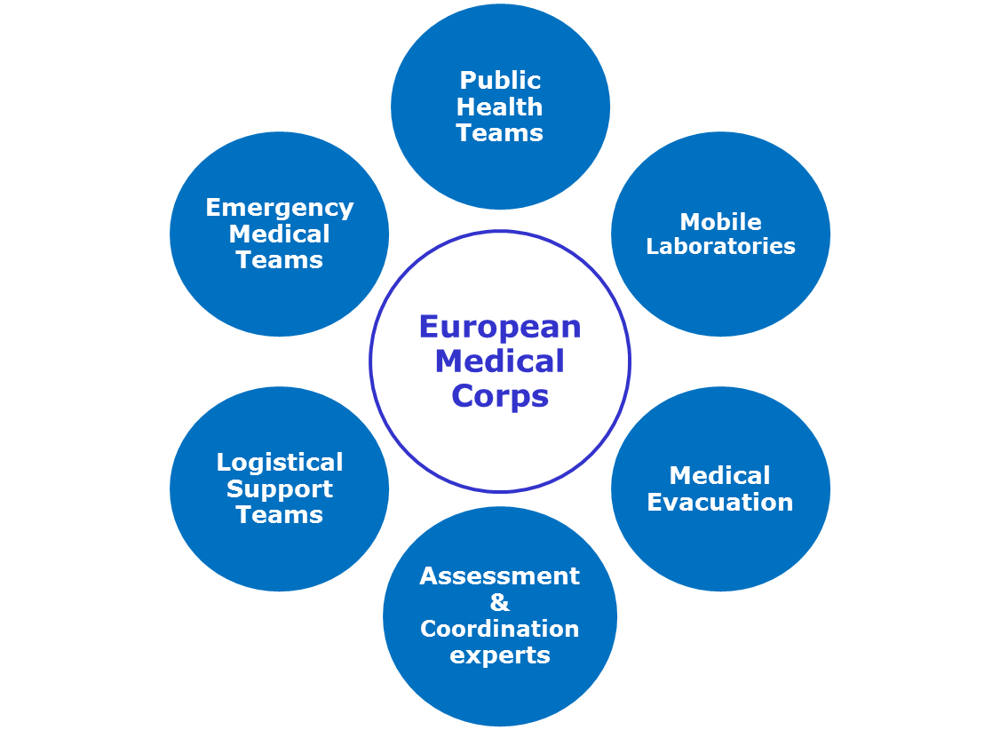 Public
Health
Teams
Emergency
Medical
Teams
Mobile
Laboratories
European
Medical
Corps
Logistical
Support
Teams
Medical
Evacuation
Assessment
&
Coordination
experts